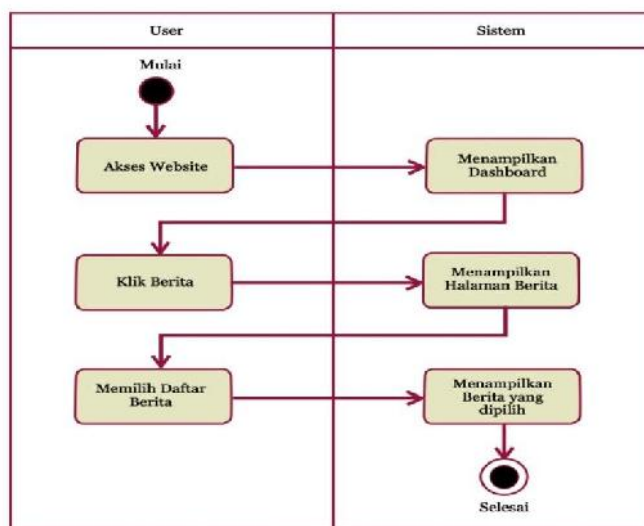 User
Sistem
Mulai
Akses Website
Menampilkan
Dashboard
Klik Berita
Menampilkan
Halaman Berita
Memilih Daftar
Berita
Menampilkan
Berita yang
dipilih
Selesai